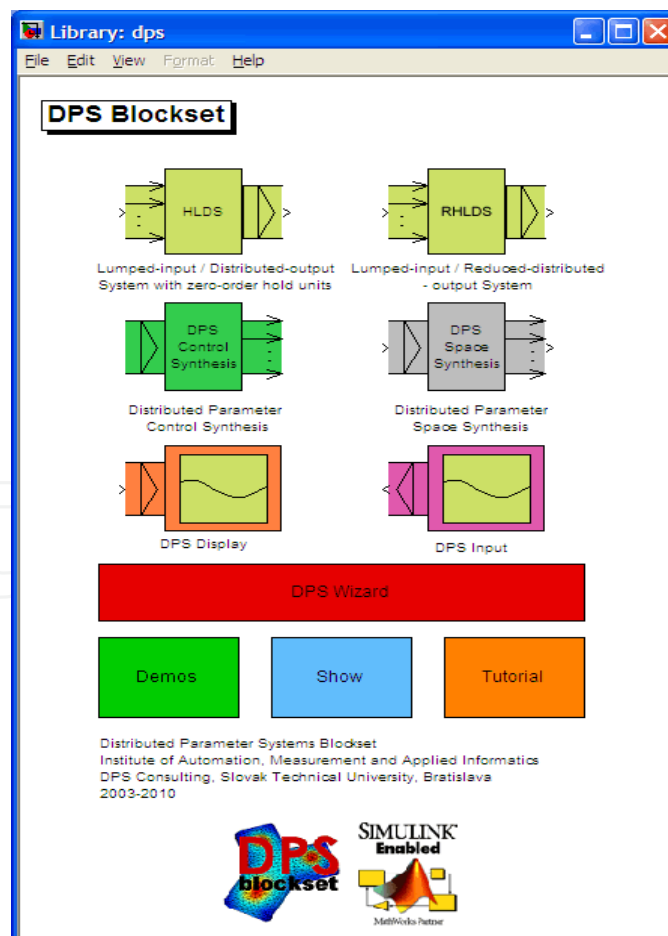 Library: dps
File Edit View Format Help
DPS Blockset
HLDS
RHLDS
Lumped-input / Distributed-output
System with zero-order hold units
Lumped-input / Reduced-distributed
- output System
DPS
Control
Synthesis
DPS
Space
Synthesis
Distributed Parameter
Control Synthesis
Distributed Parameter
Space Synthesis
DPS Display
DPS Input
DPS Wizard
Demos
Show
Tutorial
Distributed Parameter Systems Blockset
Institute of Automation, Measurement and Applied Informatics
DPS Consulting, Slovak Technical University, Bratislava
2003-2010
DPS
blockset
SIMULINK
Enabled
MathWorks Partner